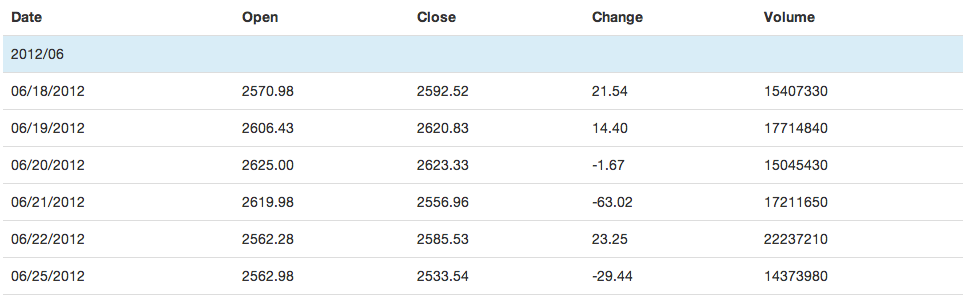 Date Open Close Change Volume
2012/06
06/18/2012 2570.98 2592.52 21.54 15407330
06/19/2012 2606.43 2620.83 14.40 17714840
06/20/2012 2625.00 2623.33 -1.67 15045430
06/21/2012 2619.98 2556.96 -63.02 17211650
06/22/2012 2562.28 2585.53 23.25 22237210
06/25/2012 2562.98 2533.54 -29.44 14373980